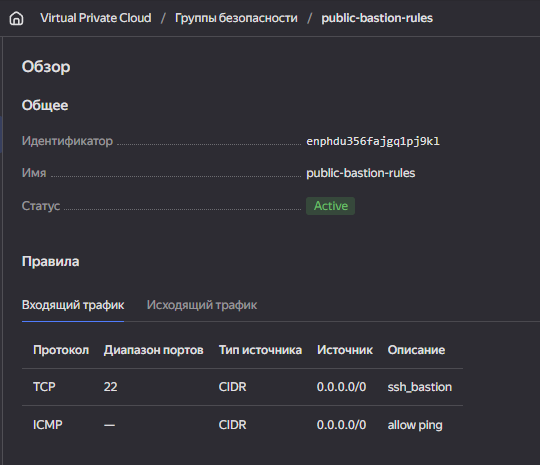 Virtual Private Cloud / Группы безопасности / public-bastion-rules
Обзор
Общее
Идентификатор enphdu356fajgq1pj9kl
Имя public-bastion-rules
Статус Active
Правила
Входящий трафик Исходящий трафик
Протокол Диапазон портов Тип источника Источник Описание
TCP 22 CIDR 0.0.0.0/0 ssh_bastion
ICMP — CIDR 0.0.0.0/0 allow ping